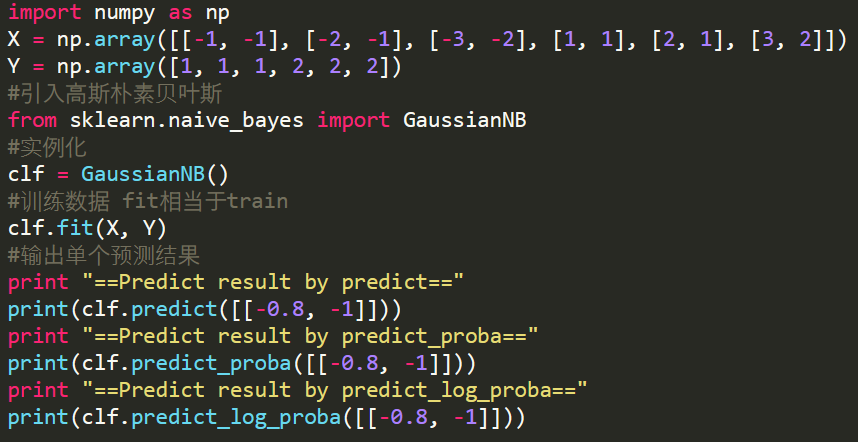 import numpy as np
X = np.array([[-1, -1], [-2, -1], [-3, -2], [1, 1], [2, 1], [3, 2]])
Y = np.array([1, 1, 1, 2, 2, 2])
#引入高斯朴素贝叶斯
from sklearn.naive_bayes import GaussianNB
#实例化
clf = GaussianNB()
#训练数据 fit相当于train
clf.fit(X, Y)
#输出单个预测结果
print "==Predict result by predict=="
print(clf.predict([[-0.8, -1]]))
print "==Predict result by predict_proba=="
print(clf.predict_proba([[-0.8, -1]]))
print "==Predict result by predict_log_proba=="
print(clf.predict_log_proba([[-0.8, -1]]))